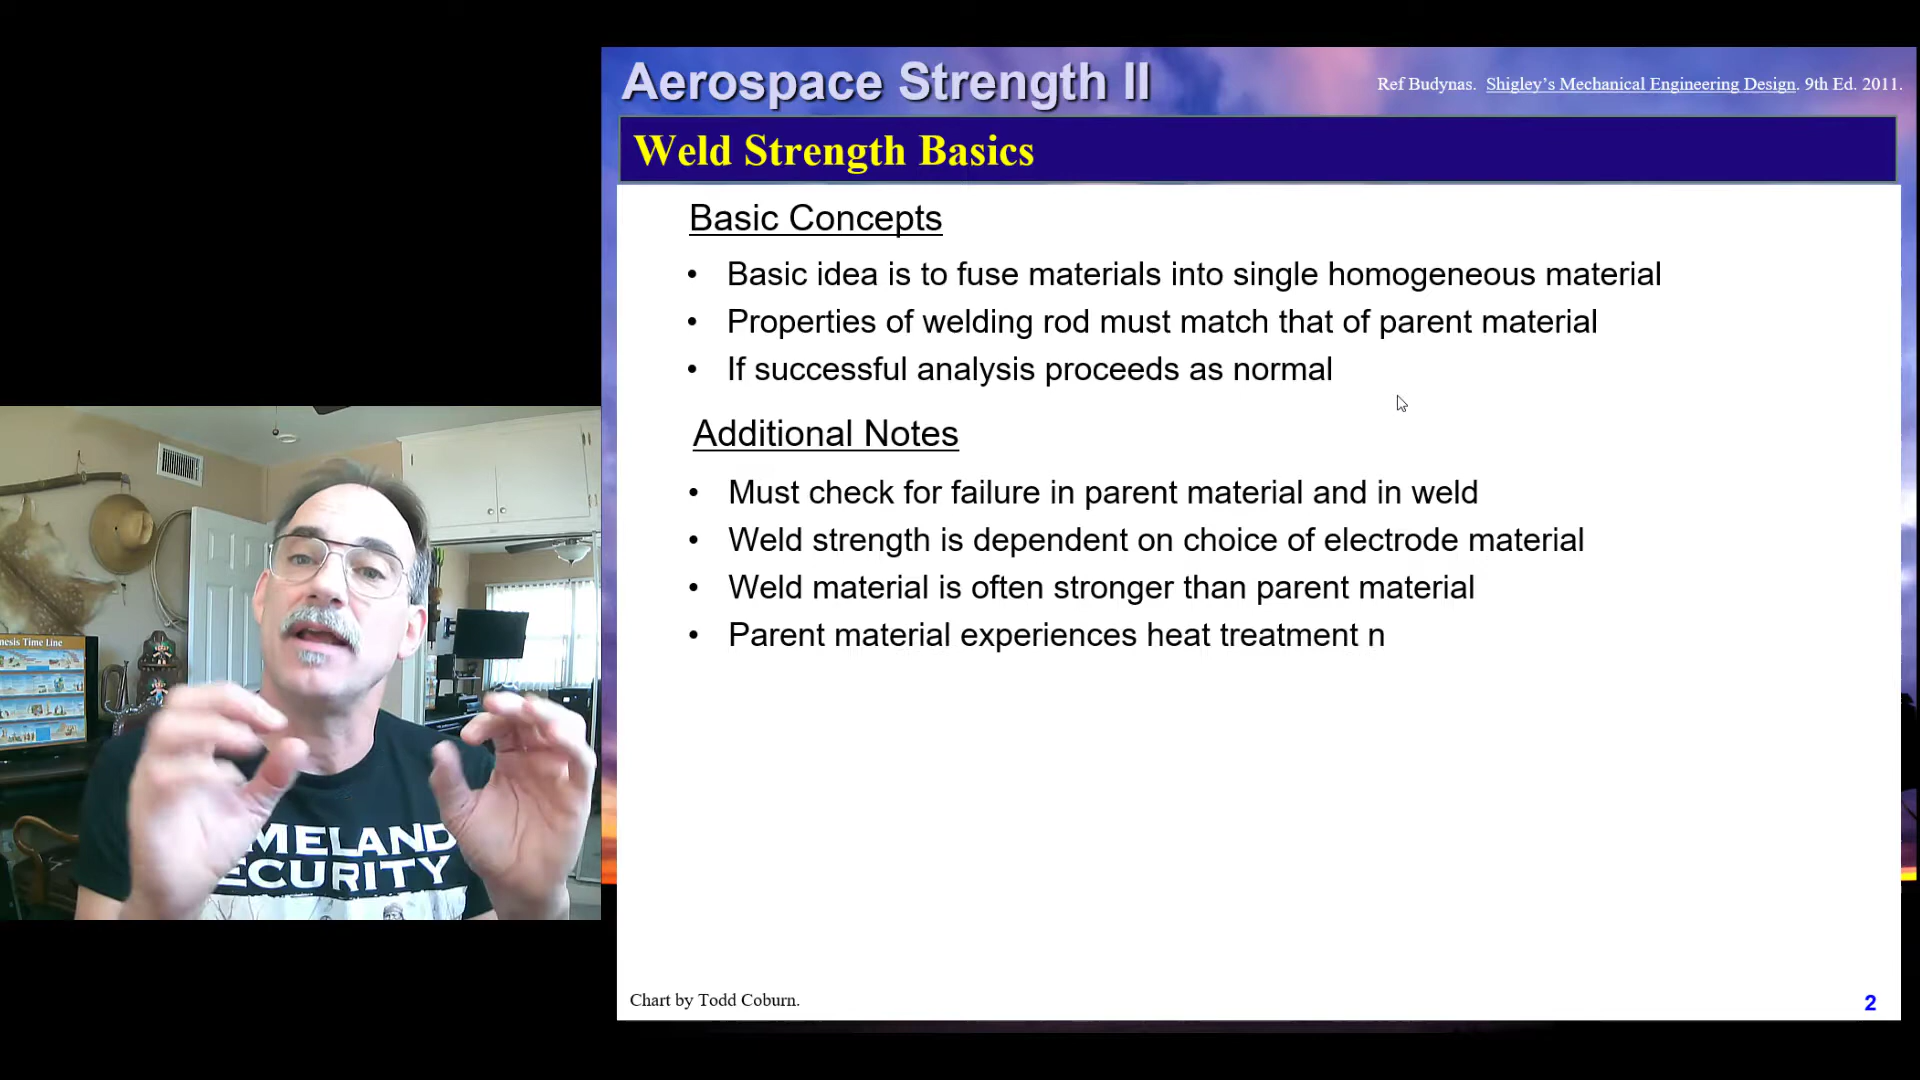 Aerospace Strength II
Ref Budynas. Shigley’s Mechanical Engineering Design. 9th Ed. 2011.
Weld Strength Basics
Basic Concepts
• Basic idea is to fuse materials into single homogeneous material
• Properties of welding rod must match that of parent material
• If successful analysis proceeds as normal
Additional Notes
• Must check for failure in parent material and in weld
• Weld strength is dependent on choice of electrode material
• Weld material is often stronger than parent material
• Parent material experiences heat treatment n
nesis Time Line
MELAND
ECURITY
Chart by Todd Coburn.
2